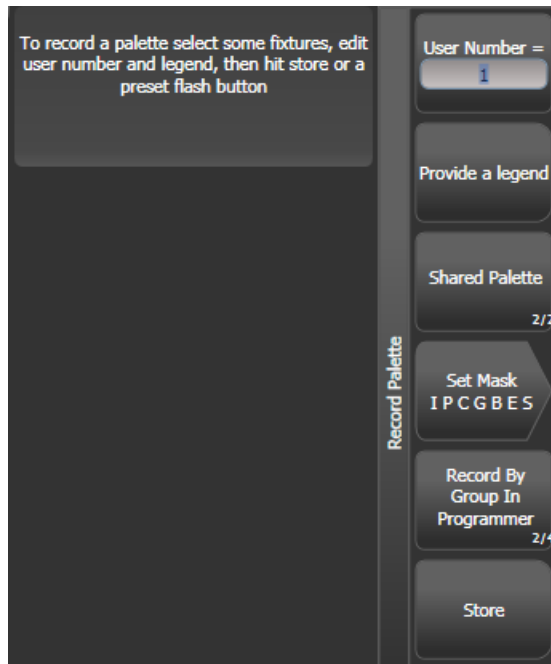 To record a palette select some fixtures, edit
user number and legend, then hit store or a
preset flash button
Record Palette
User Number =
1
Provide a legend
Shared Palette
2/2
Set Mask
I P C G B E S
Record By
Group In
Programmer
2/4
Store